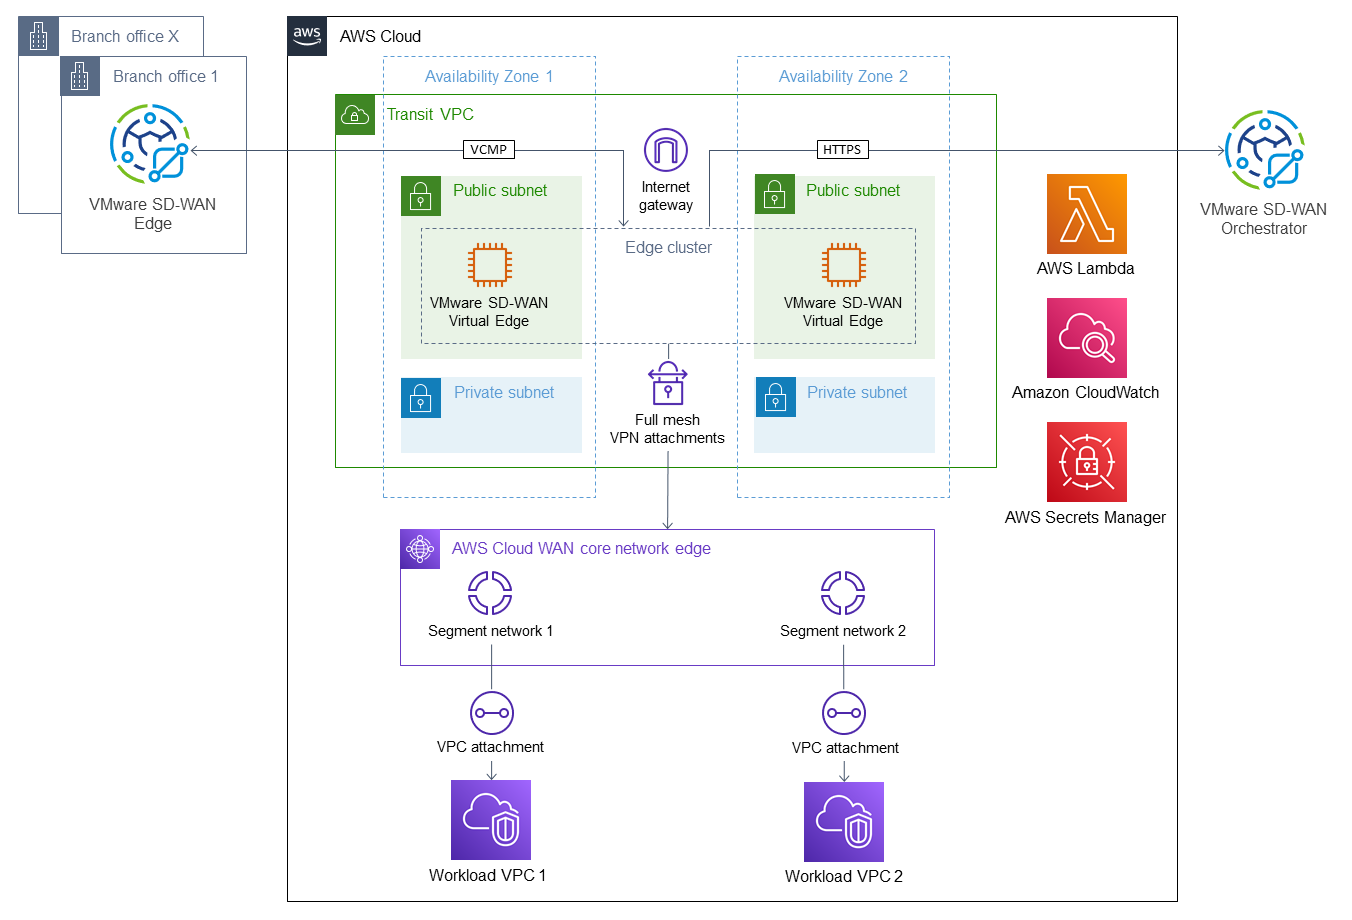 Branch office X
Branch office 1
VMware SD-WAN
Edge
aws
AWS Cloud
Availability Zone 1
Availability Zone 2
Transit VPC
VCMP
HTTPS
Internet
gateway
Public subnet
Public subnet
Edge cluster
VMware SD-WAN
Virtual Edge
VMware SD-WAN
Virtual Edge
Private subnet
Private subnet
Full mesh
VPN attachments
VMware SD-WAN
Orchestrator
AWS Lambda
Amazon CloudWatch
AWS Secrets Manager
AWS Cloud WAN core network edge
Segment network 1
Segment network 2
VPC attachment
VPC attachment
Workload VPC 1
Workload VPC 2